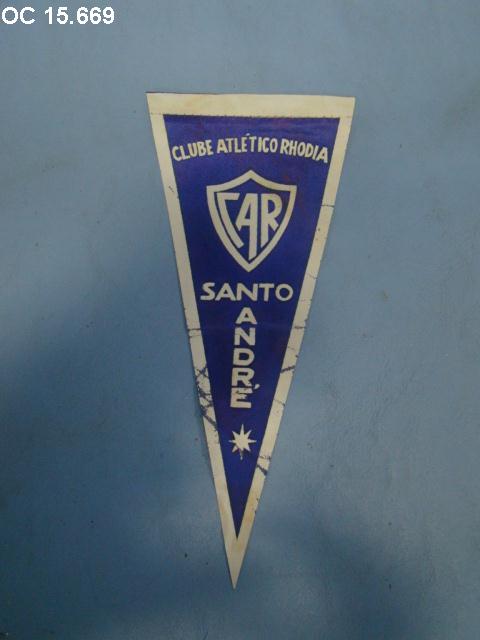 OC 15.669
CLUBE ATLÉTICO RHODIA
CAR
SANTO
ANDRÉ